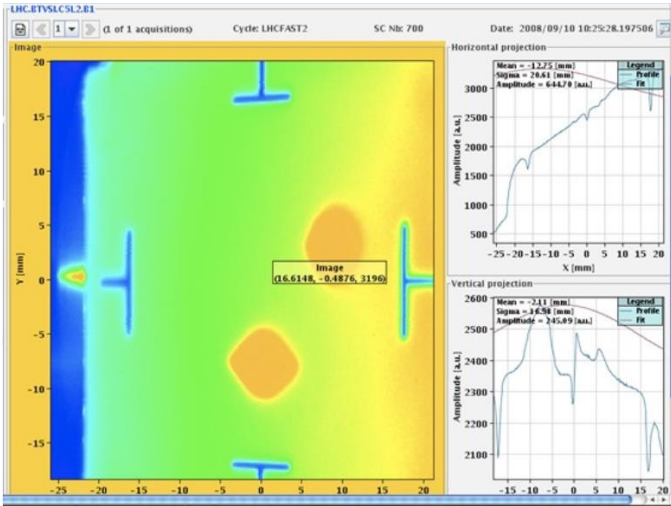 LHC.BTVSI.C5L2.B1
1 (1 of 1 acquisitions) Cycle: LHCFAST2 SC Nb: 700 Date: 2008/09/10 10:25:28.197506
Image
20
15
10
5
0
-5
-10
-15
Y [mm]
-25 -20 -15 -10 -5 0 5 10 15 20
Image
(16.6148, -0.4876, 3196)
Horizontal projection
Mean = -12.75 [mm]
Sigma = 20.61 [mm]
Amplitude = 644.70 [a.u.]
Legend
Profile
Fit
Amplitude [a.u.]
3000
2500
2000
1500
1000
500
-25 -20 -15 -10 -5 0 5 10 15 20
X [mm]
Vertical projection
Mean = -2.11 [mm]
Sigma = 16.98 [mm]
Amplitude = 245.09 [a.u.]
Legend
Profile
Fit
Amplitude [a.u.]
2600
2500
2400
2300
2200
2100
-15 -10 -5 0 5 10 15 20